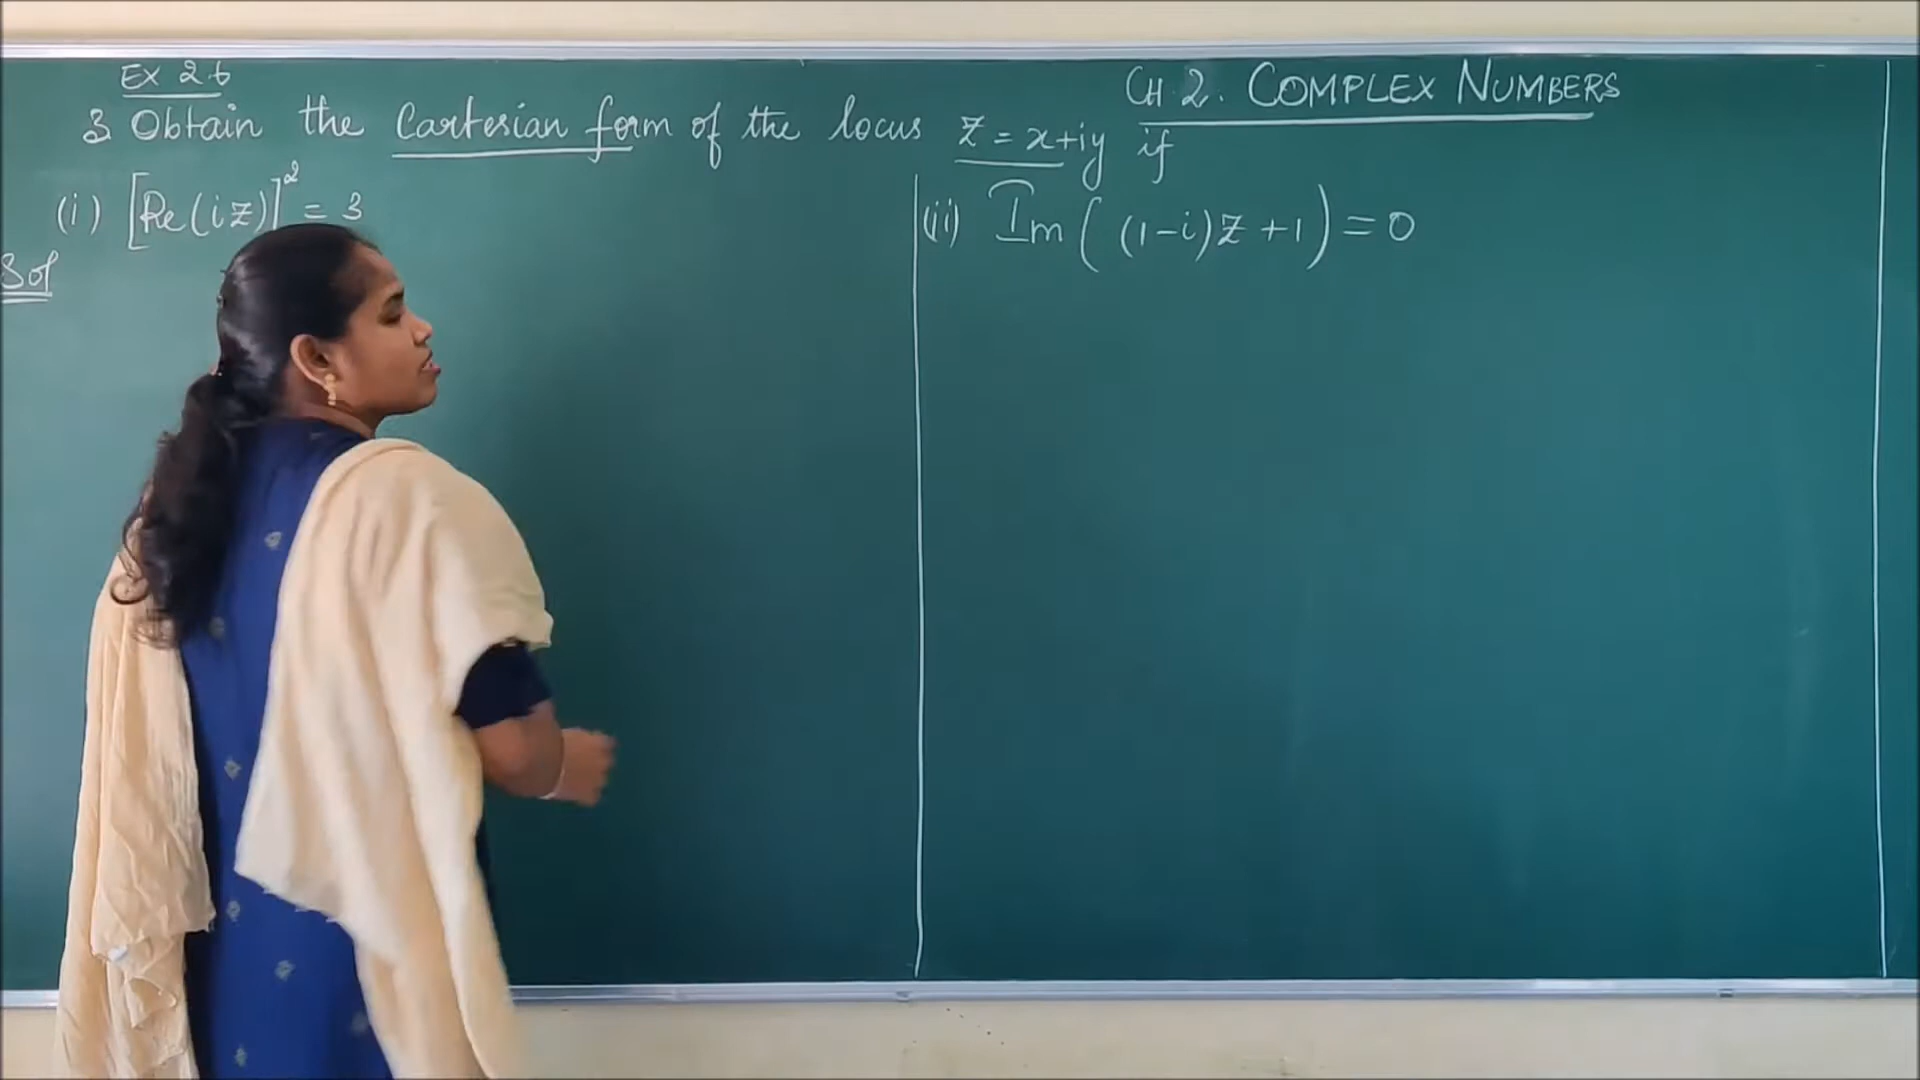 Ex 2.6
CH 2. COMPLEX NUMBERS
3 Obtain the Cartesian form of the locus z = x+iy if
(i) [Re(iz)]² = 3
(ii) Im((1-i)z+1) = 0
Sol